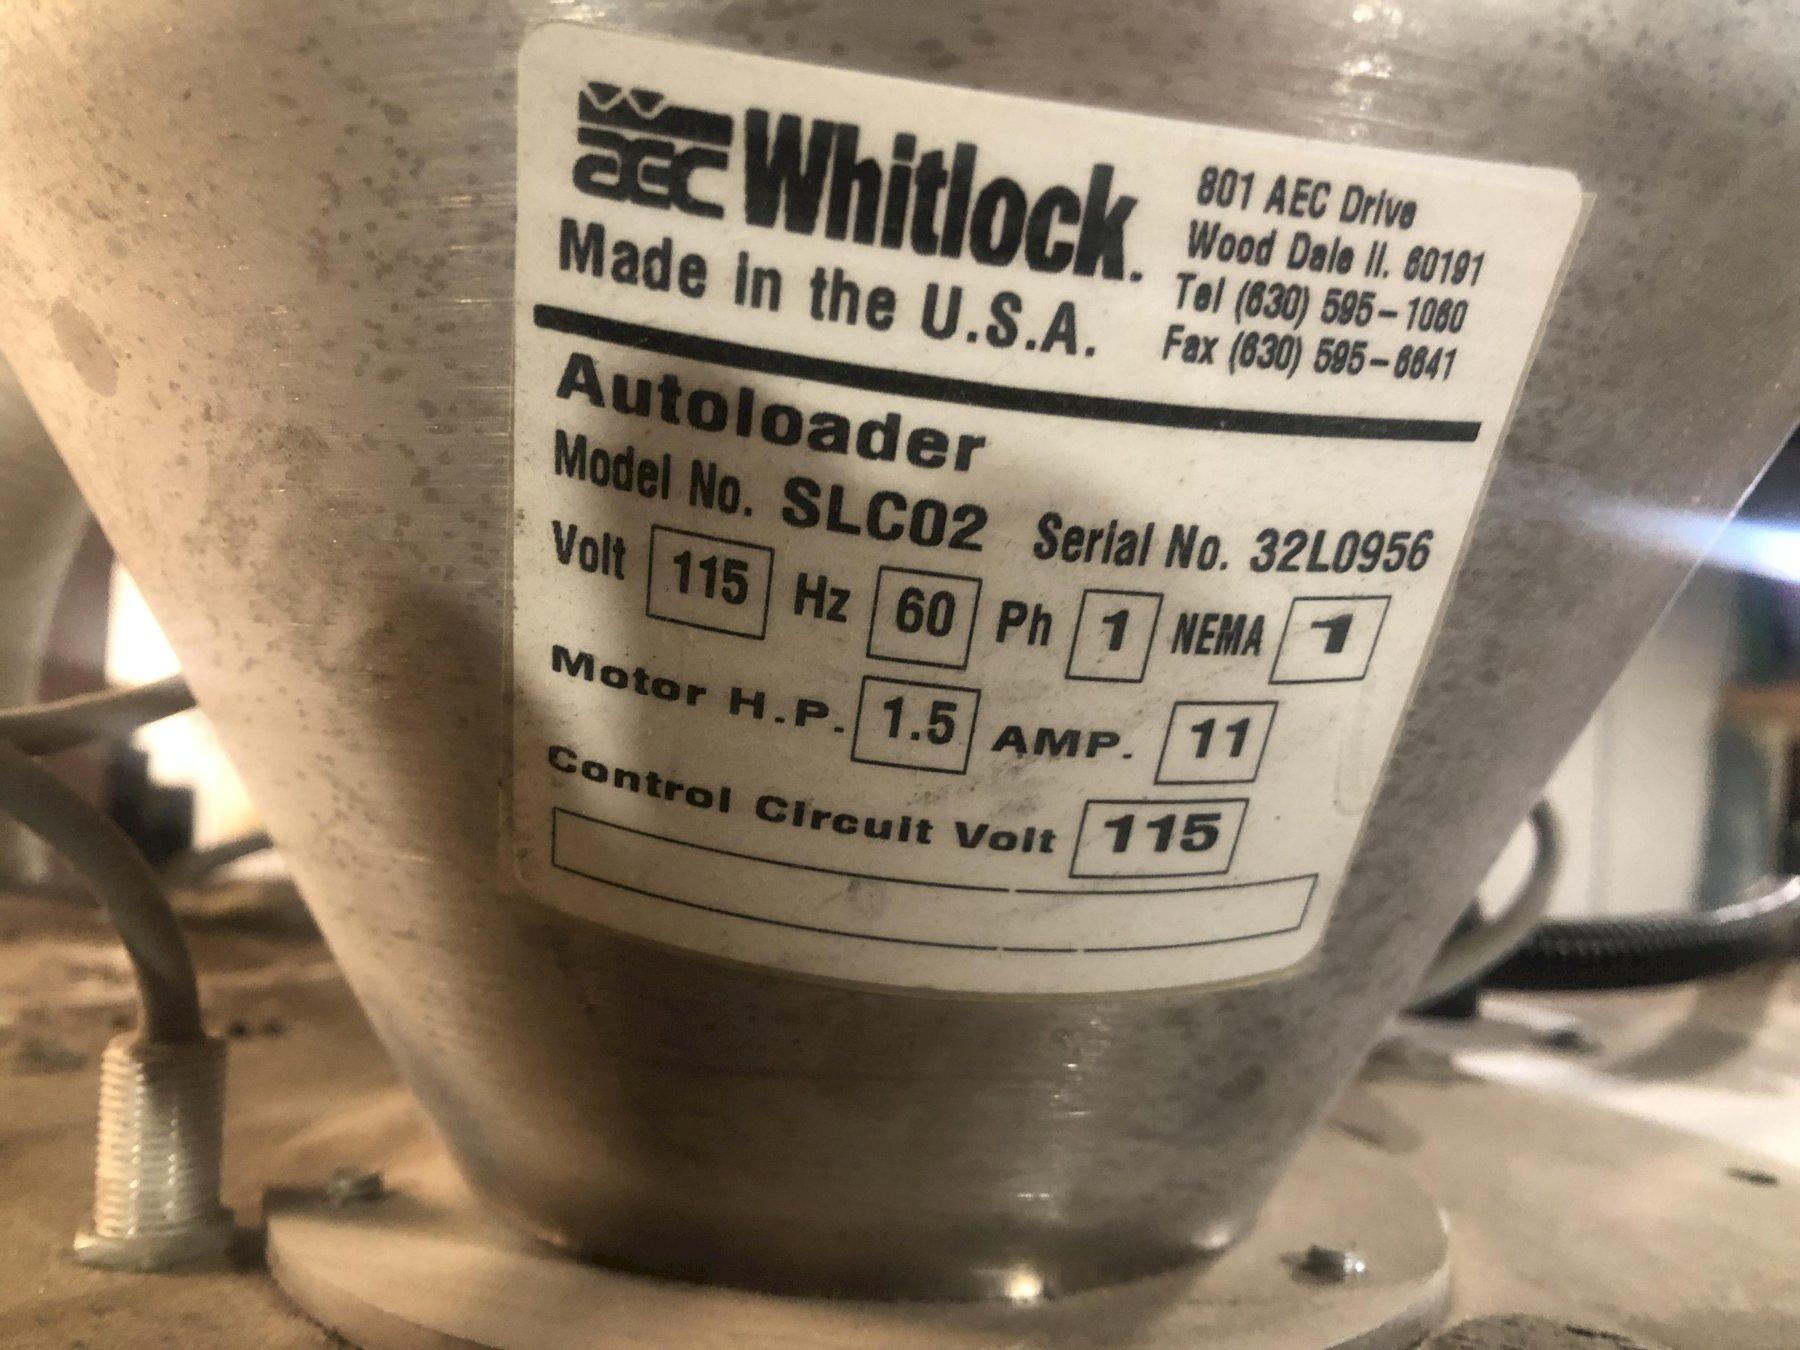 AEC Whitlock.
Made in the U.S.A.
801 AEC Drive
Wood Dale Il. 60191
Tel (630) 595-1060
Fax (630) 595-6641
Autoloader
Model No. SLC02 Serial No. 32L0956
Volt 115 Hz 60 Ph 1 NEMA 1
Motor H.P. 1.5 AMP. 11
Control Circuit Volt 115